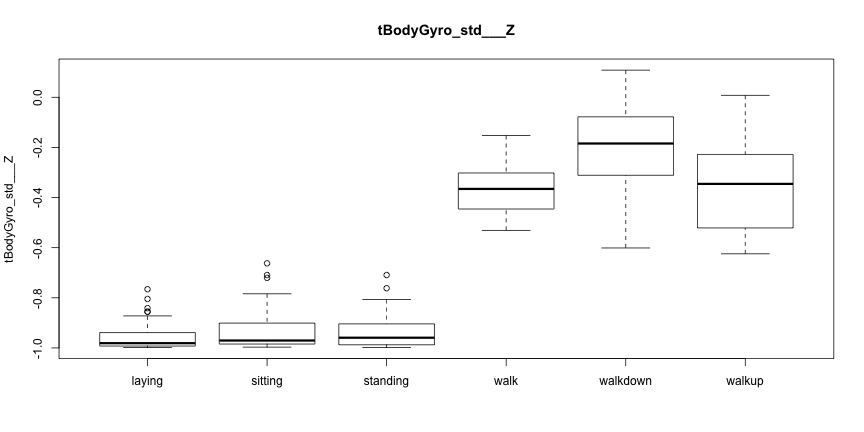 tBodyGyro_std___Z
tBodyGyro_std___Z
0.0
-0.2
-0.4
-0.6
-0.8
-1.0
laying sitting standing walk walkdown walkup